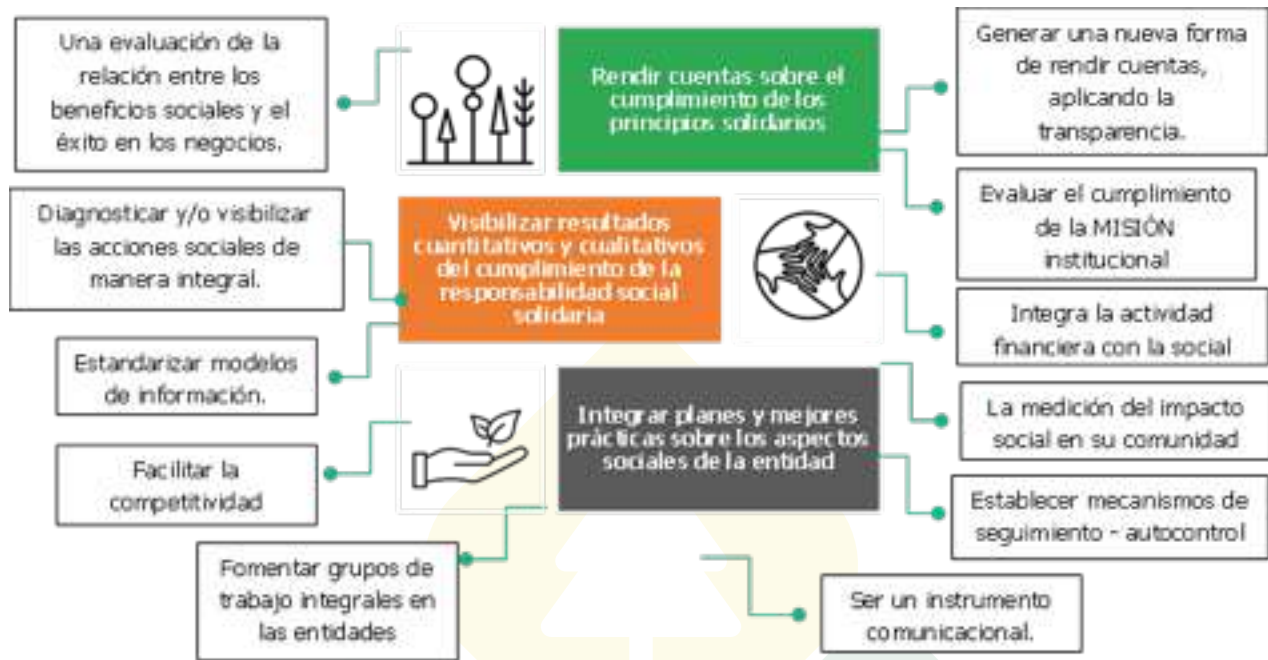 Una evaluación de la
relación entre los
beneficios sociales y el
éxito en los negocios.
Rendir cuentas sobre el
cumplimiento de los
principios solidarios
Generar una nueva forma
de rendir cuentas,
aplicando la
transparencia.
Evaluar el cumplimiento
de la MISIÓN
institucional
Diagnosticar y/o visibilizar
las acciones sociales de
manera integral.
Visibilizar resultados
cuantitativos y cualitativos
del cumplimiento de la
responsabilidad social
solidaria
Integra la actividad
financiera con la social
Estandarizar modelos
de información.
Integrar planes y mejores
prácticas sobre los aspectos
sociales de la entidad
La medición del impacto
social en su comunidad
Facilitar la
competitividad
Establecer mecanismos de
seguimiento - autocontrol
Fomentar grupos de
trabajo integrales en
las entidades
Ser un instrumento
comunicacional.